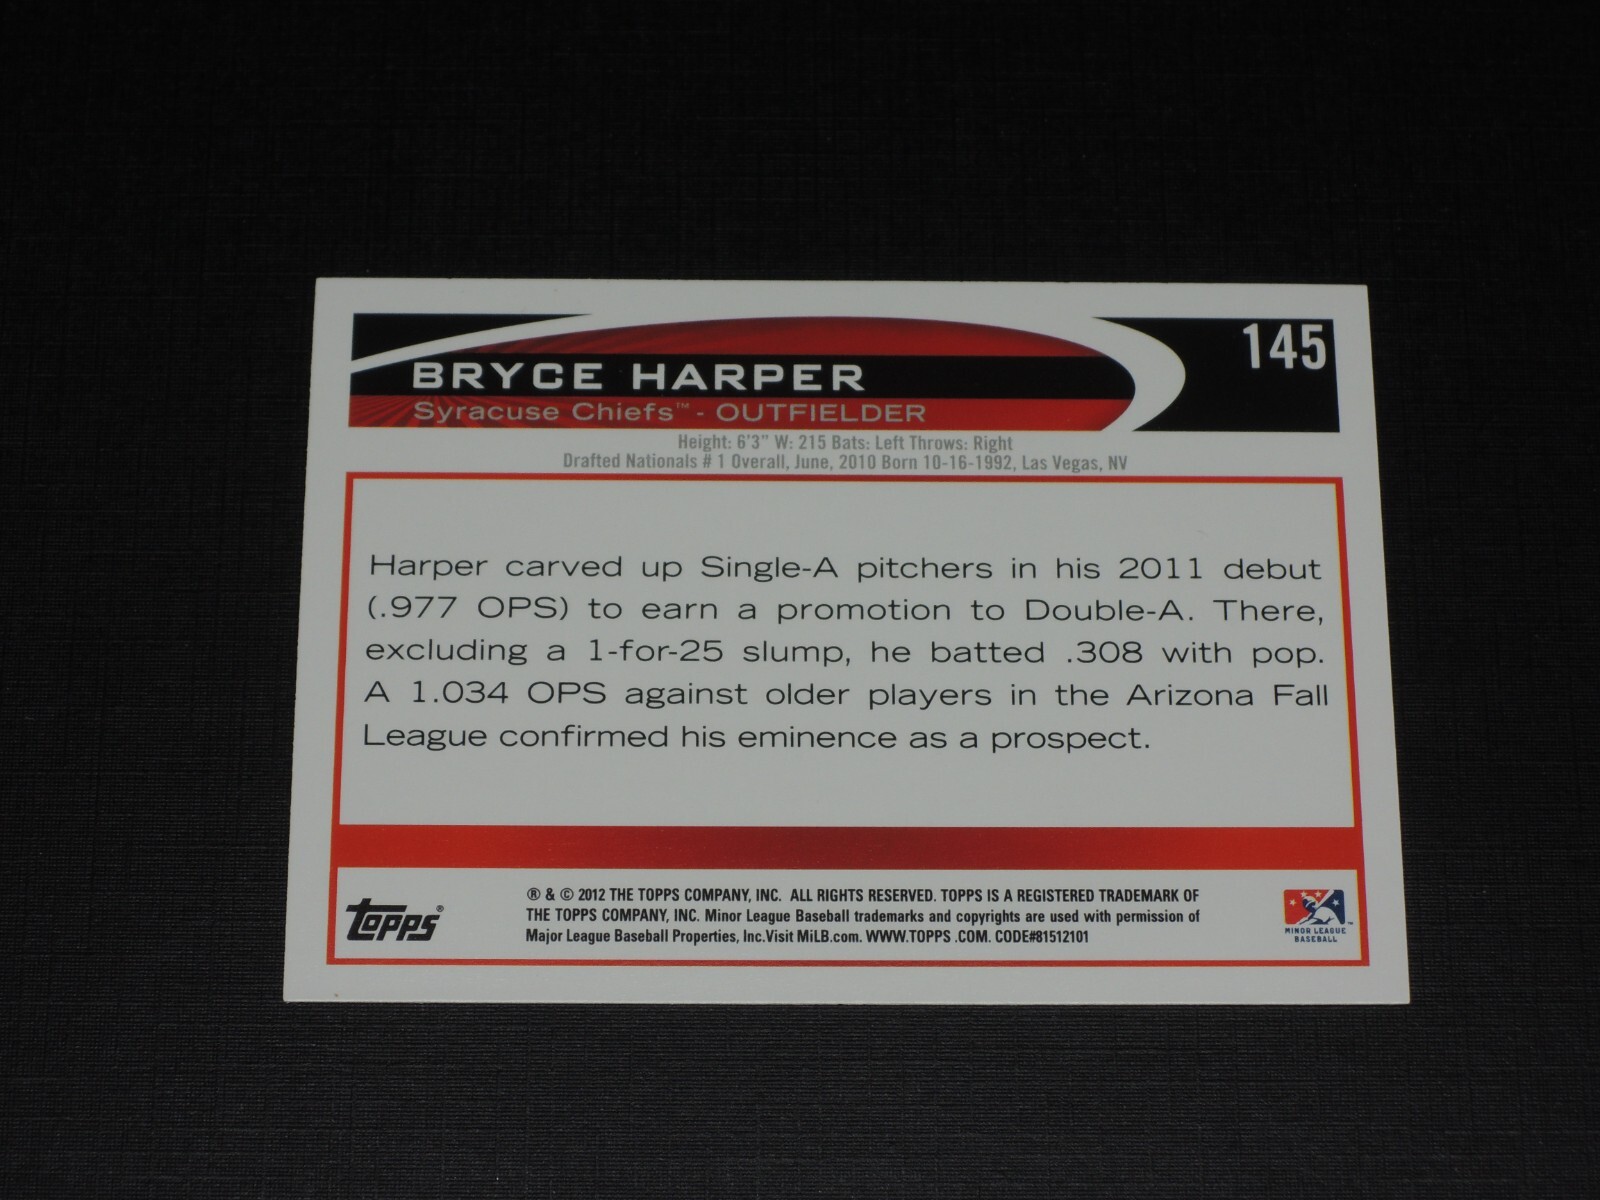 145
BRYCE HARPER
Syracuse Chiefs™ - OUTFIELDER
Height: 6'3" W: 215 Bats: Left Throws: Right
Drafted Nationals # 1 Overall, June, 2010 Born 10-16-1992, Las Vegas, NV
Harper carved up Single-A pitchers in his 2011 debut
(.977 OPS) to earn a promotion to Double-A. There,
excluding a 1-for-25 slump, he batted .308 with pop.
A 1.034 OPS against older players in the Arizona Fall
League confirmed his eminence as a prospect.
topps®
® & © 2012 THE TOPPS COMPANY, INC. ALL RIGHTS RESERVED. TOPPS IS A REGISTERED TRADEMARK OF
THE TOPPS COMPANY, INC. Minor League Baseball trademarks and copyrights are used with permission of
Major League Baseball Properties, Inc.Visit MiLB.com. WWW.TOPPS .COM. CODE#81512101
MINOR LEAGUE
BASEBALL™